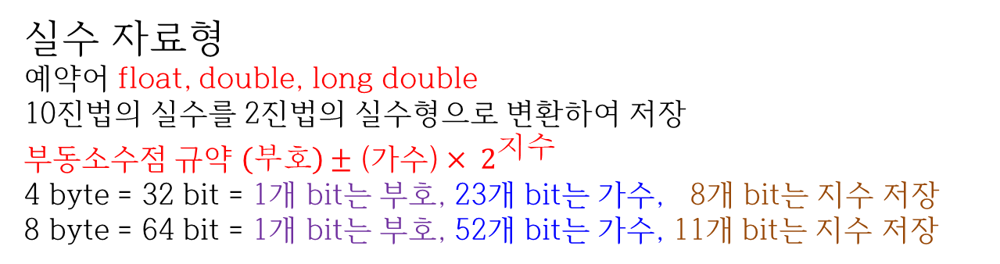 실수 자료형
예약어 float, double, long double
10진법의 실수를 2진법의 실수형으로 변환하여 저장
부동소수점 규약 (부호) ± (가수) × 2^지수
4 byte = 32 bit = 1개 bit는 부호, 23개 bit는 가수, 8개 bit는 지수 저장
8 byte = 64 bit = 1개 bit는 부호, 52개 bit는 가수, 11개 bit는 지수 저장